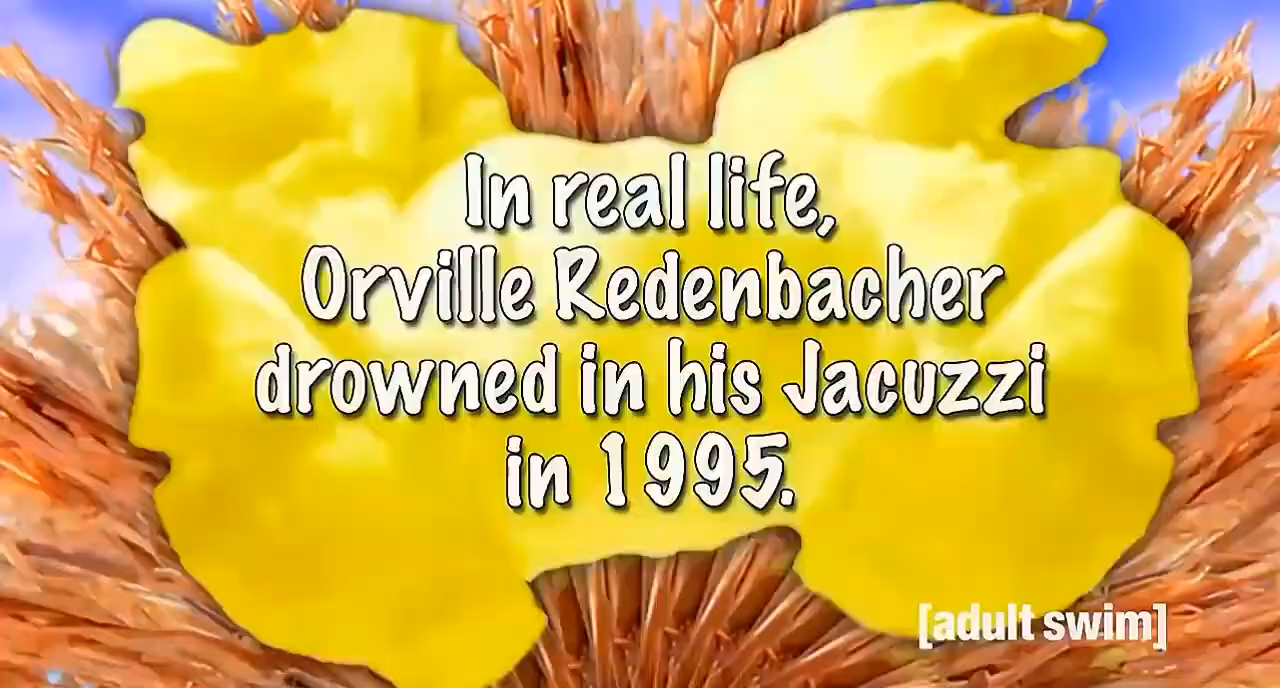 In real life,
Orville Redenbacher
drowned in his Jacuzzi
in 1995.
[adult swim]